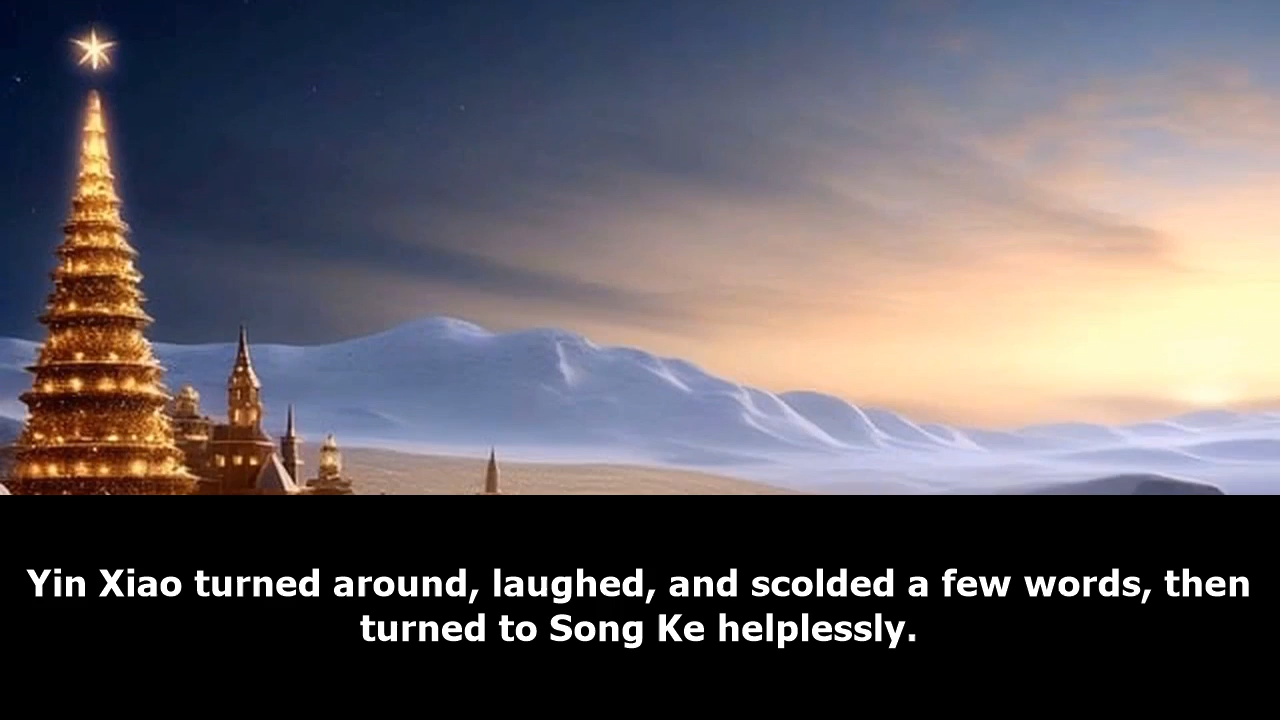 Yin Xiao turned around, laughed, and scolded a few words, then
turned to Song Ke helplessly.